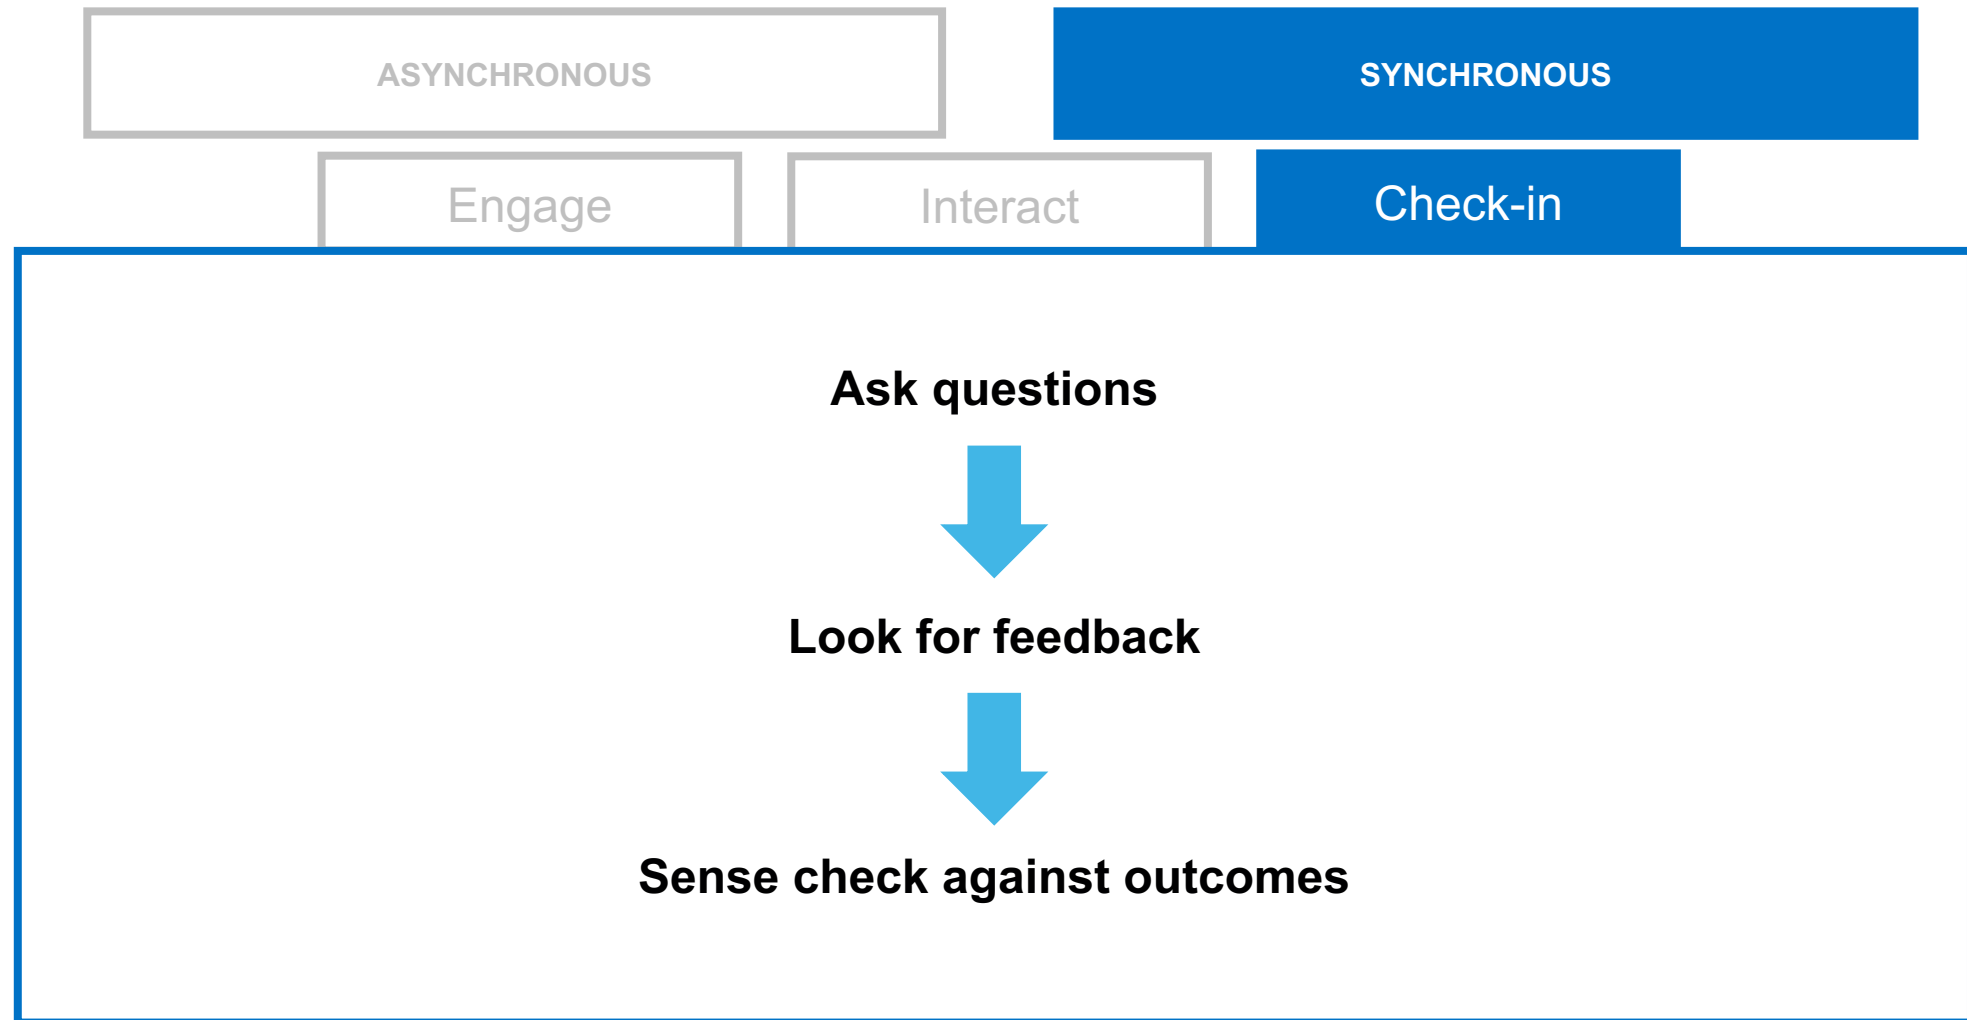 ASYNCHRONOUS
SYNCHRONOUS
Engage
Interact
Check-in
Ask questions
Look for feedback
Sense check against outcomes